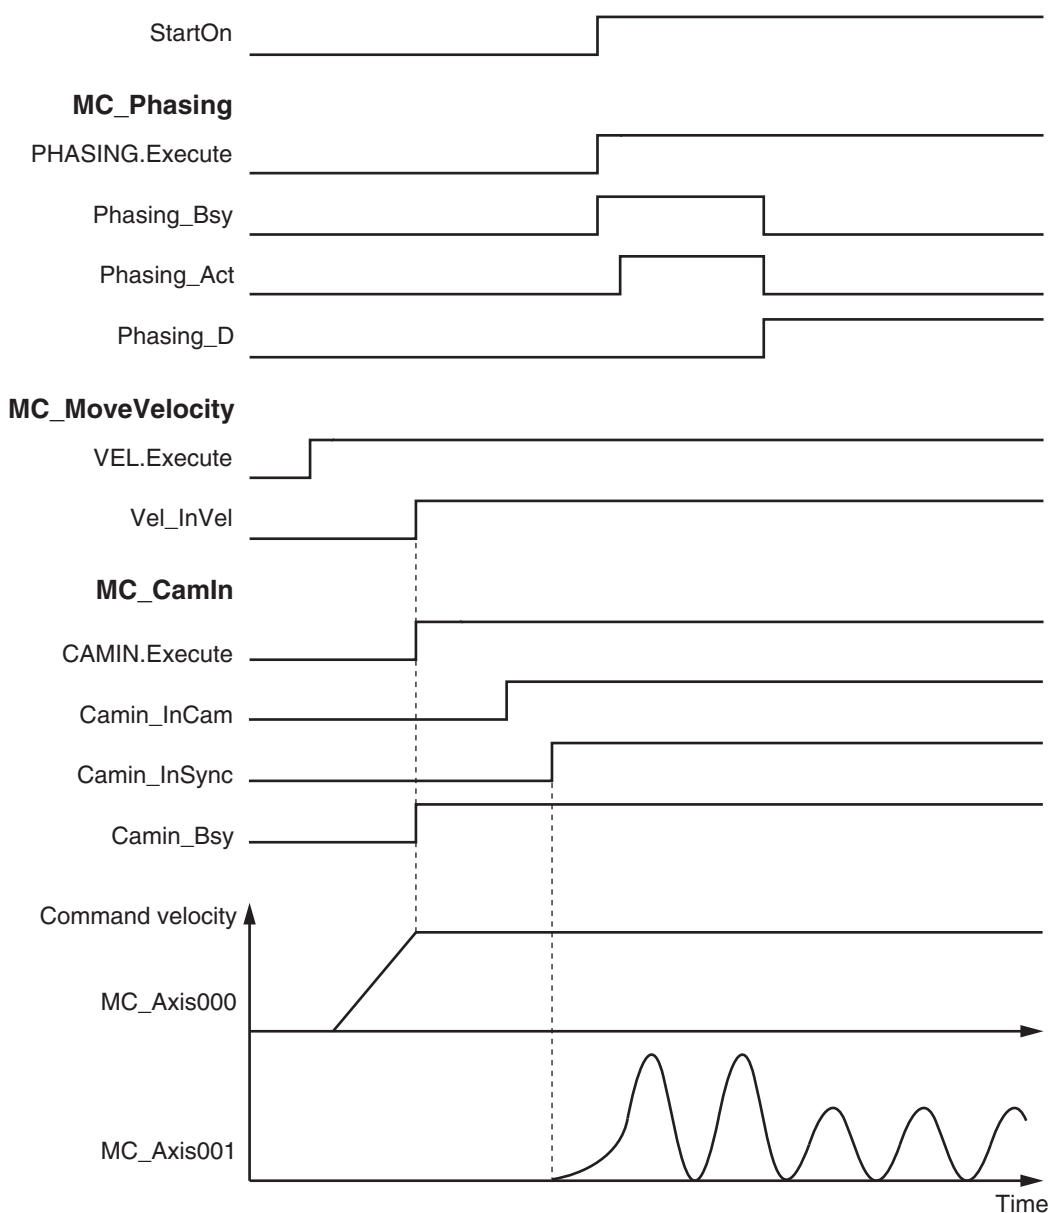 StartOn
MC_Phasing
PHASING.Execute
Phasing_Bsy
Phasing_Act
Phasing_D
MC_MoveVelocity
VEL.Execute
Vel_InVel
MC_CamIn
CAMIN.Execute
Camin_InCam
Camin_InSync
Camin_Bsy
Command velocity
MC_Axis000
MC_Axis001
Time